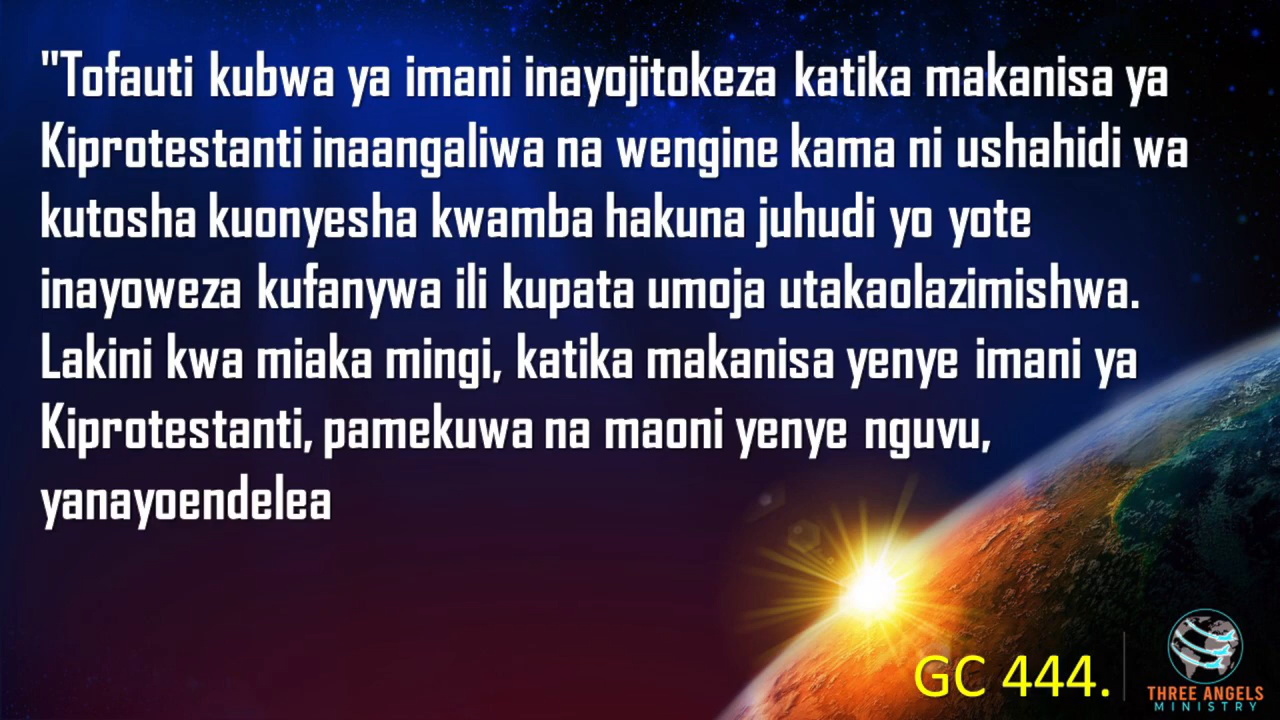 "Tofauti kubwa ya imani inayojitokeza katika makanisa ya
Kiprotestanti inaangaliwa na wengine kama ni ushahidi wa
kutosha kuonyesha kwamba hakuna juhudi yo yote
inayoweza kufanywa ili kupata umoja utakaolazimishwa.
Lakini kwa miaka mingi, katika makanisa yenye imani ya
Kiprotestanti, pamekuwa na maoni yenye nguvu,
yanayoendelea
GC 444.
THREE ANGELS
MINISTRY